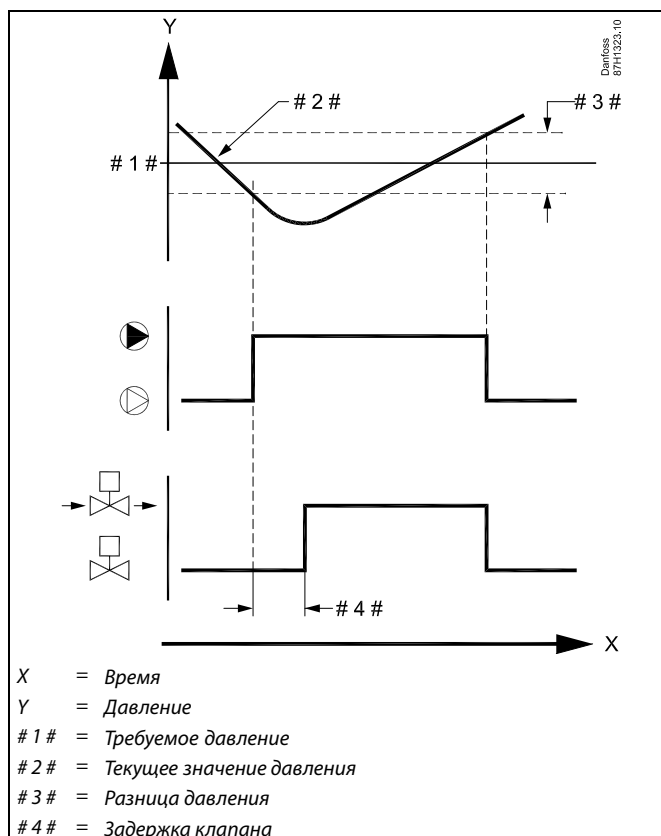 Y
Danfoss
87H1323.10
# 2 #
# 3 #
# 1 #
# 4 #
X
X = Время
Y = Давление
# 1 # = Требуемое давление
# 2 # = Текущее значение давления
# 3 # = Разница давления
# 4 # = Задержка клапана